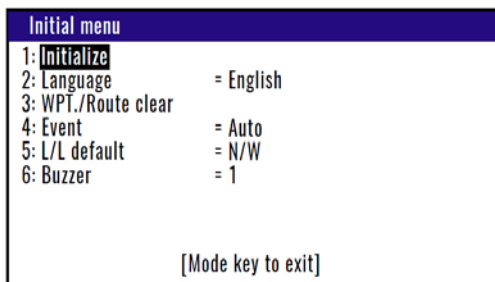 Initial menu
1: Initialize
2: Language = English
3: WPT./Route clear
4: Event = Auto
5: L/L default = N/W
6: Buzzer = 1
[Mode key to exit]